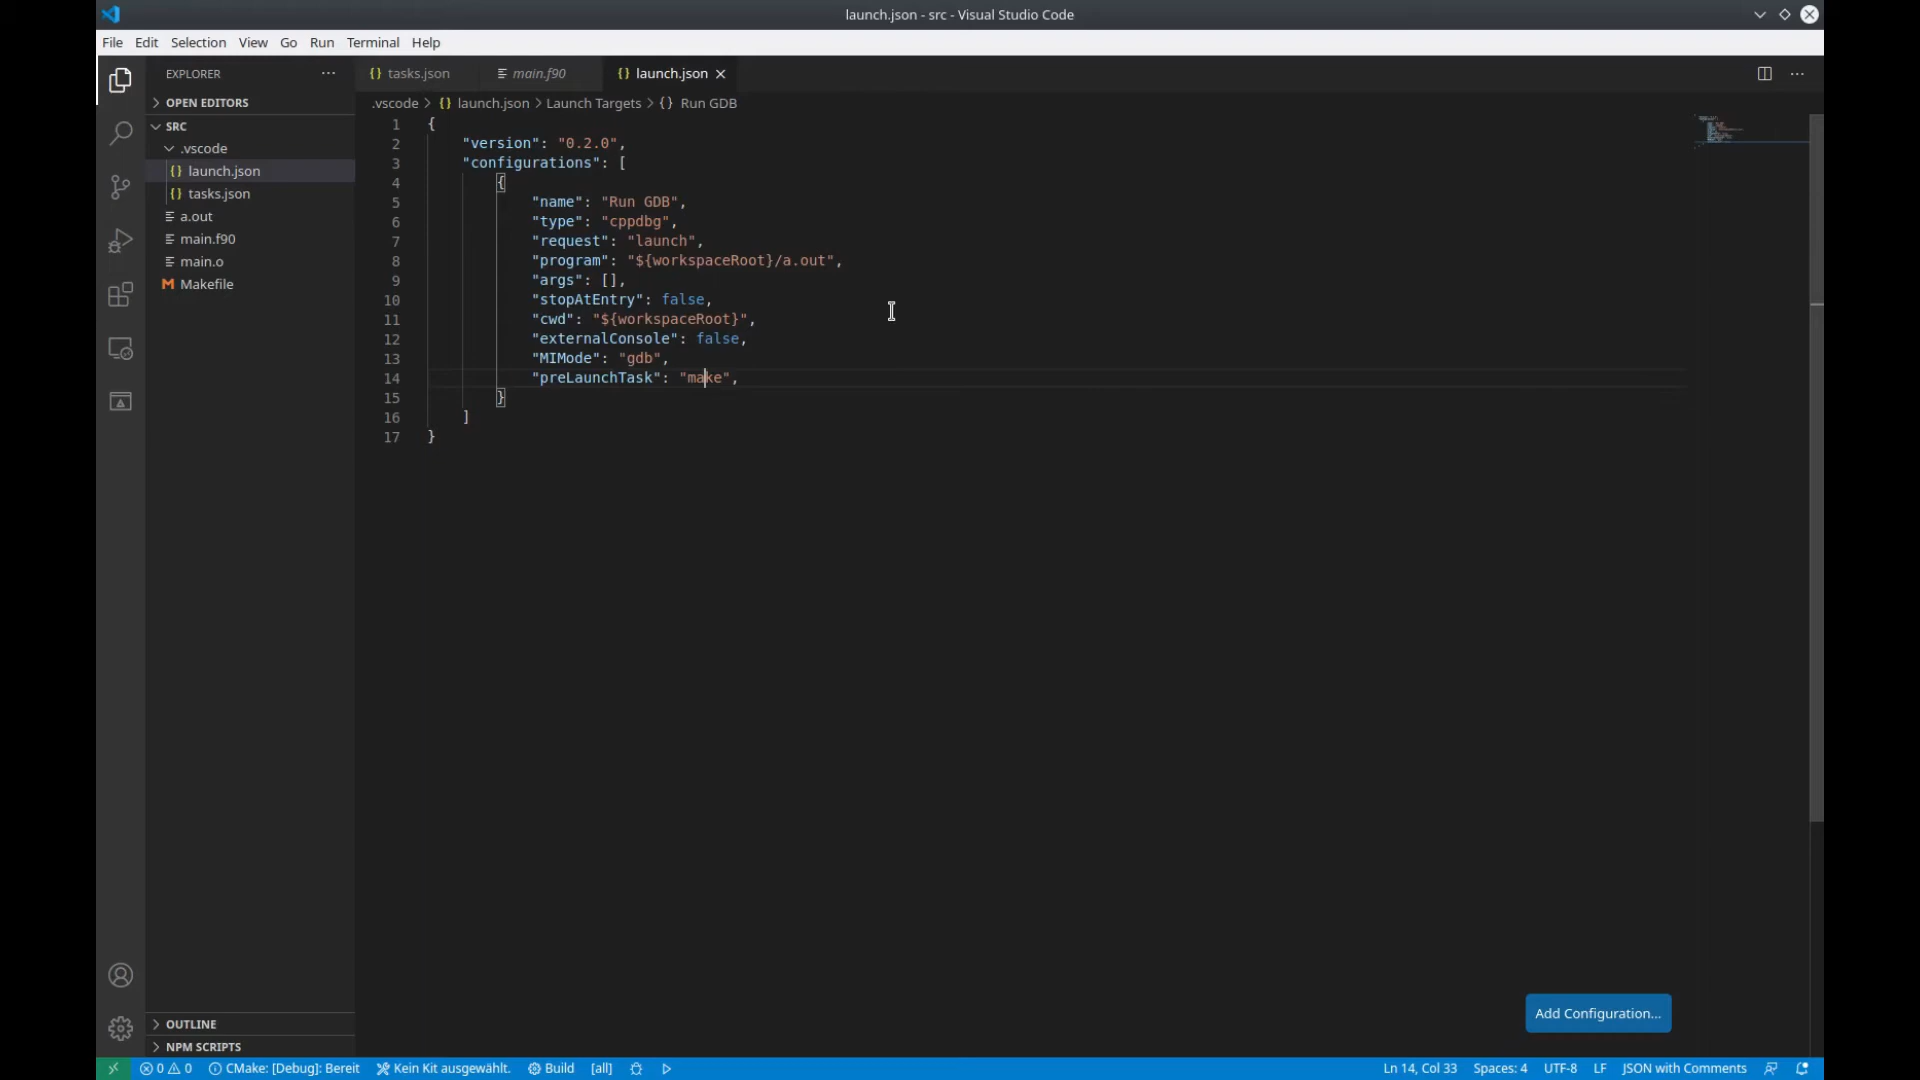 launch.json - src - Visual Studio Code
File Edit Selection View Go Run Terminal Help
EXPLORER
OPEN EDITORS
SRC
.vscode
launch.json
tasks.json
a.out
main.f90
main.o
Makefile
OUTLINE
NPM SCRIPTS
tasks.json main.f90 launch.json
.vscode > {} launch.json > Launch Targets > {} Run GDB
1 {
2 "version": "0.2.0",
3 "configurations": [
4 {
5 "name": "Run GDB",
6 "type": "cppdbg",
7 "request": "launch",
8 "program": "${workspaceRoot}/a.out",
9 "args": [],
10 "stopAtEntry": false,
11 "cwd": "${workspaceRoot}",
12 "externalConsole": false,
13 "MIMode": "gdb",
14 "preLaunchTask": "make",
15 }
16 ]
17 }
Add Configuration...
0 0 CMake: [Debug]: Bereit Kein Kit ausgewählt. Build [all] Ln 14, Col 33 Spaces: 4 UTF-8 LF JSON with Comments